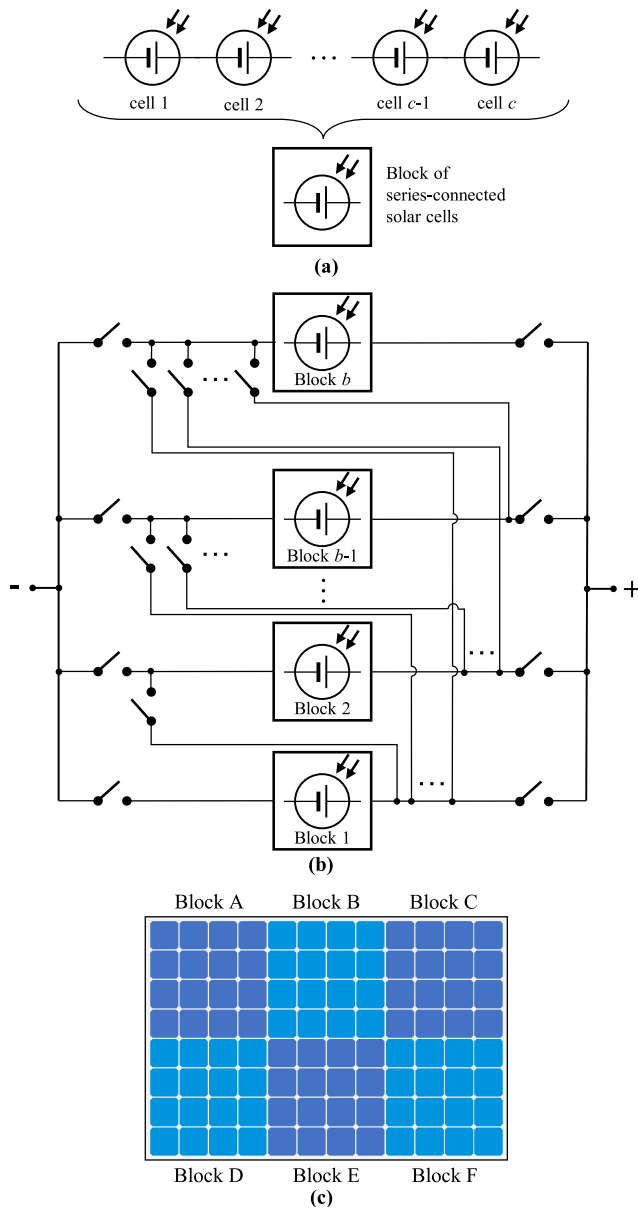 cell 1 cell 2 ... cell c-1 cell c
Block of
series-connected
solar cells
(a)
Block b
...
Block b-1
...
...
- +
Block 2
...
Block 1
...
(b)
Block A Block B Block C
Block D Block E Block F
(c)